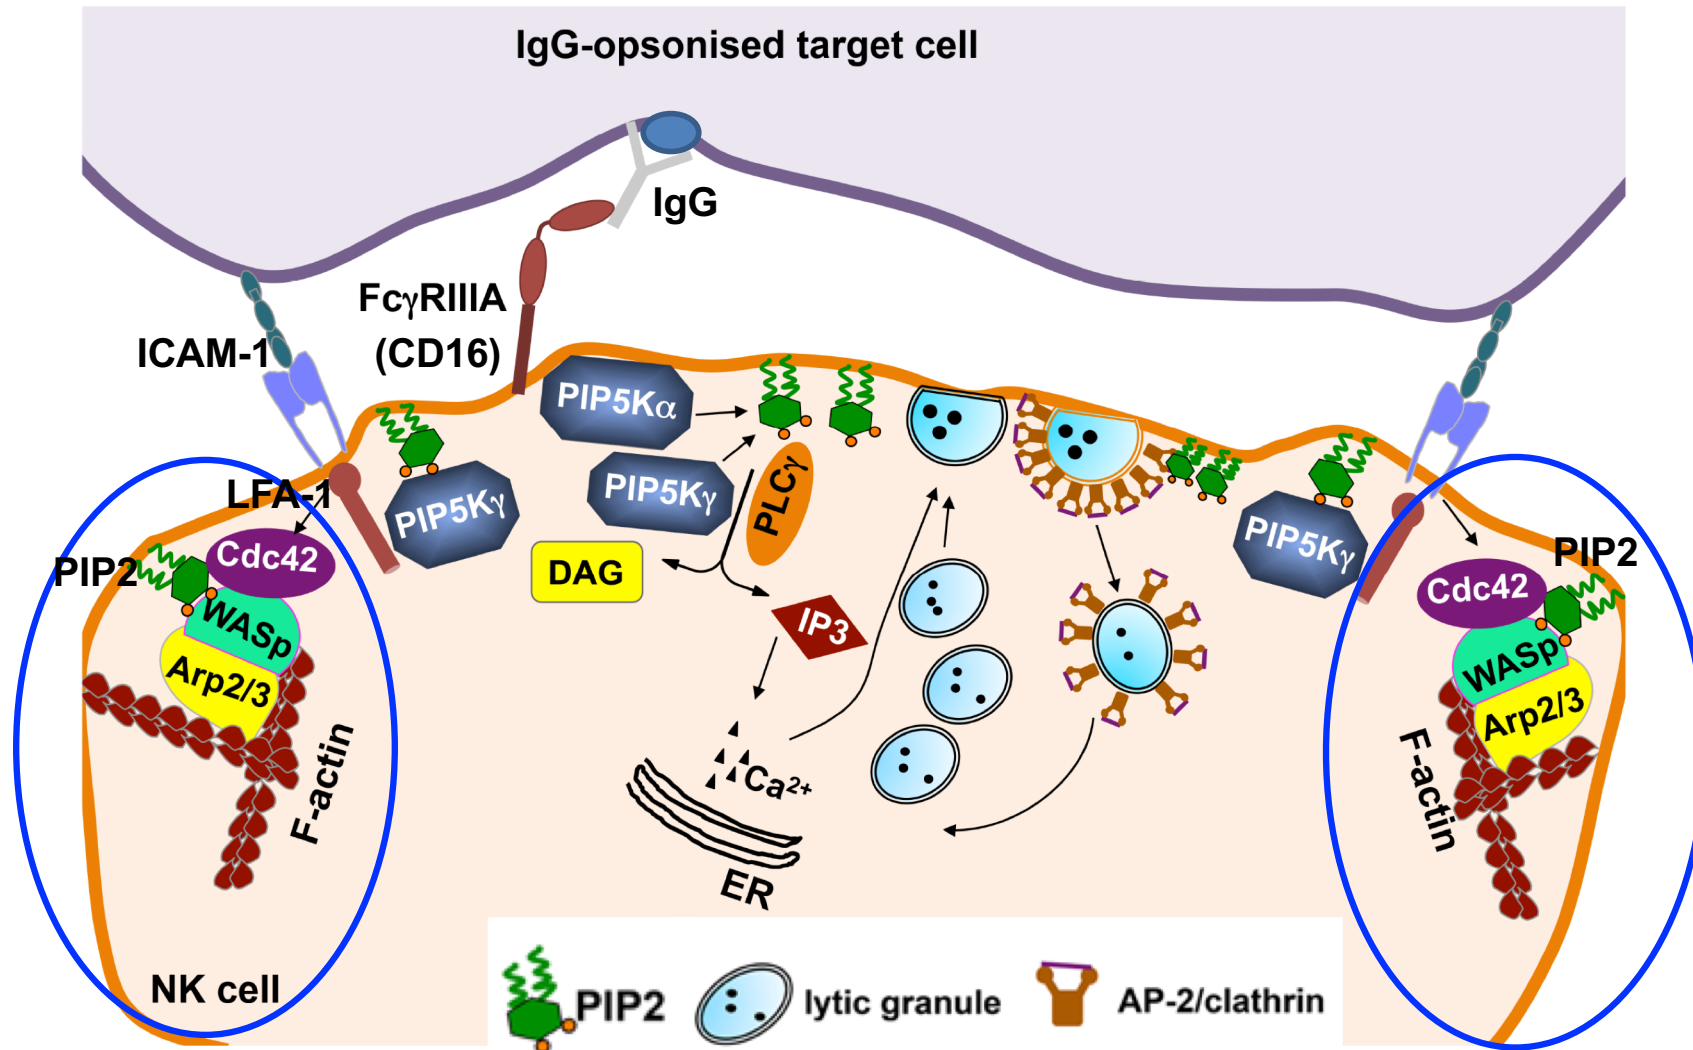 IgG-opsonised target cell
IgG
FcγRIIIA
(CD16)
ICAM-1
LFA-1
PIP5Kα
PIP5Kγ
PIP5Kγ
PLCγ
PIP5Kγ
PIP2
Cdc42
WASp
Arp2/3
F-actin
DAG
IP3
Ca²⁺
ER
PIP2
Cdc42
WASp
Arp2/3
F-actin
NK cell
PIP2
lytic granule
AP-2/clathrin